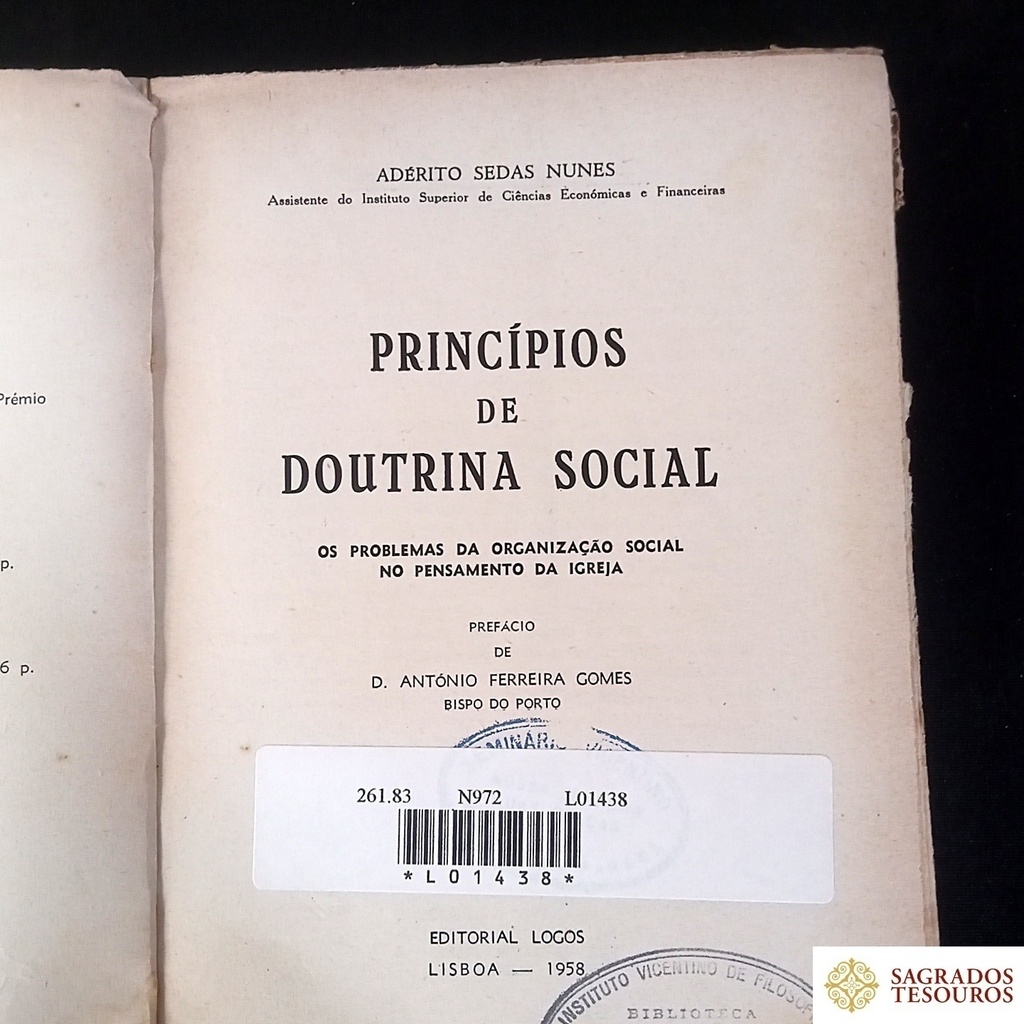 Prémio
p.
6 p.
ADÉRITO SEDAS NUNES
Assistente do Instituto Superior de Ciências Económicas e Financeiras
PRINCÍPIOS
DE
DOUTRINA SOCIAL
OS PROBLEMAS DA ORGANIZAÇÃO SOCIAL
NO PENSAMENTO DA IGREJA
PREFÁCIO
DE
D. ANTÓNIO FERREIRA GOMES
BISPO DO PORTO
261.83 N972 L01438
*L01438*
EDITORIAL LOGOS
LISBOA — 1958
INSTITUTO VICENTINO DE
BIBLIOTECA
SAGRADOS
TESOUROS